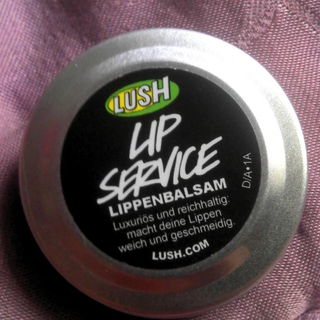 LUSH
LIP
SERVICE
LIPPENBALSAM
Luxuriös und reichhaltig:
macht deine Lippen
weich und geschmeidig.
LUSH.COM
D/A•1A